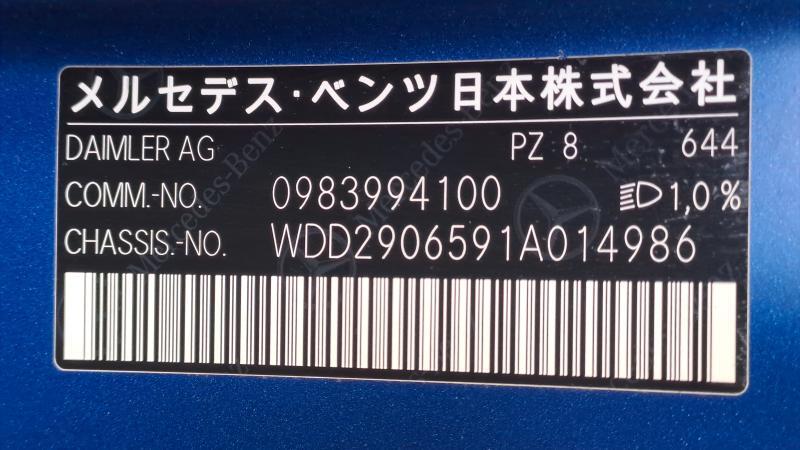 メルセデス・ベンツ日本株式会社
DAIMLER AG PZ 8 644
COMM.-NO. 0983994100 1,0%
CHASSIS.-NO. WDD2906591A014986